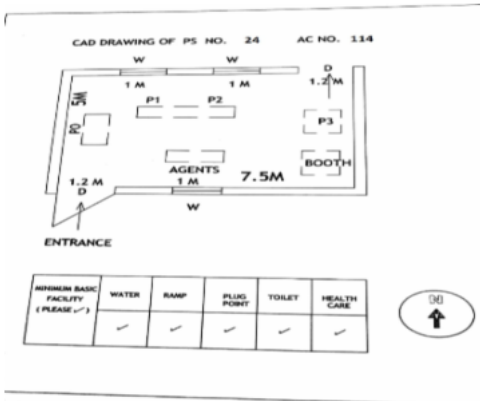 CAD DRAWING OF PS NO. 24 AC NO. 114
W W D
1 M 1 M 1.2 M
5M
P1 P2
P3
PO
AGENTS BOOTH
1.2 M 1 M 7.5M
D
W
ENTRANCE
MINIMUM BASIC FACILITY ( PLEASE ✓ ) WATER RAMP PLUG POINT TOILET HEALTH CARE
✓ ✓ ✓ ✓ ✓